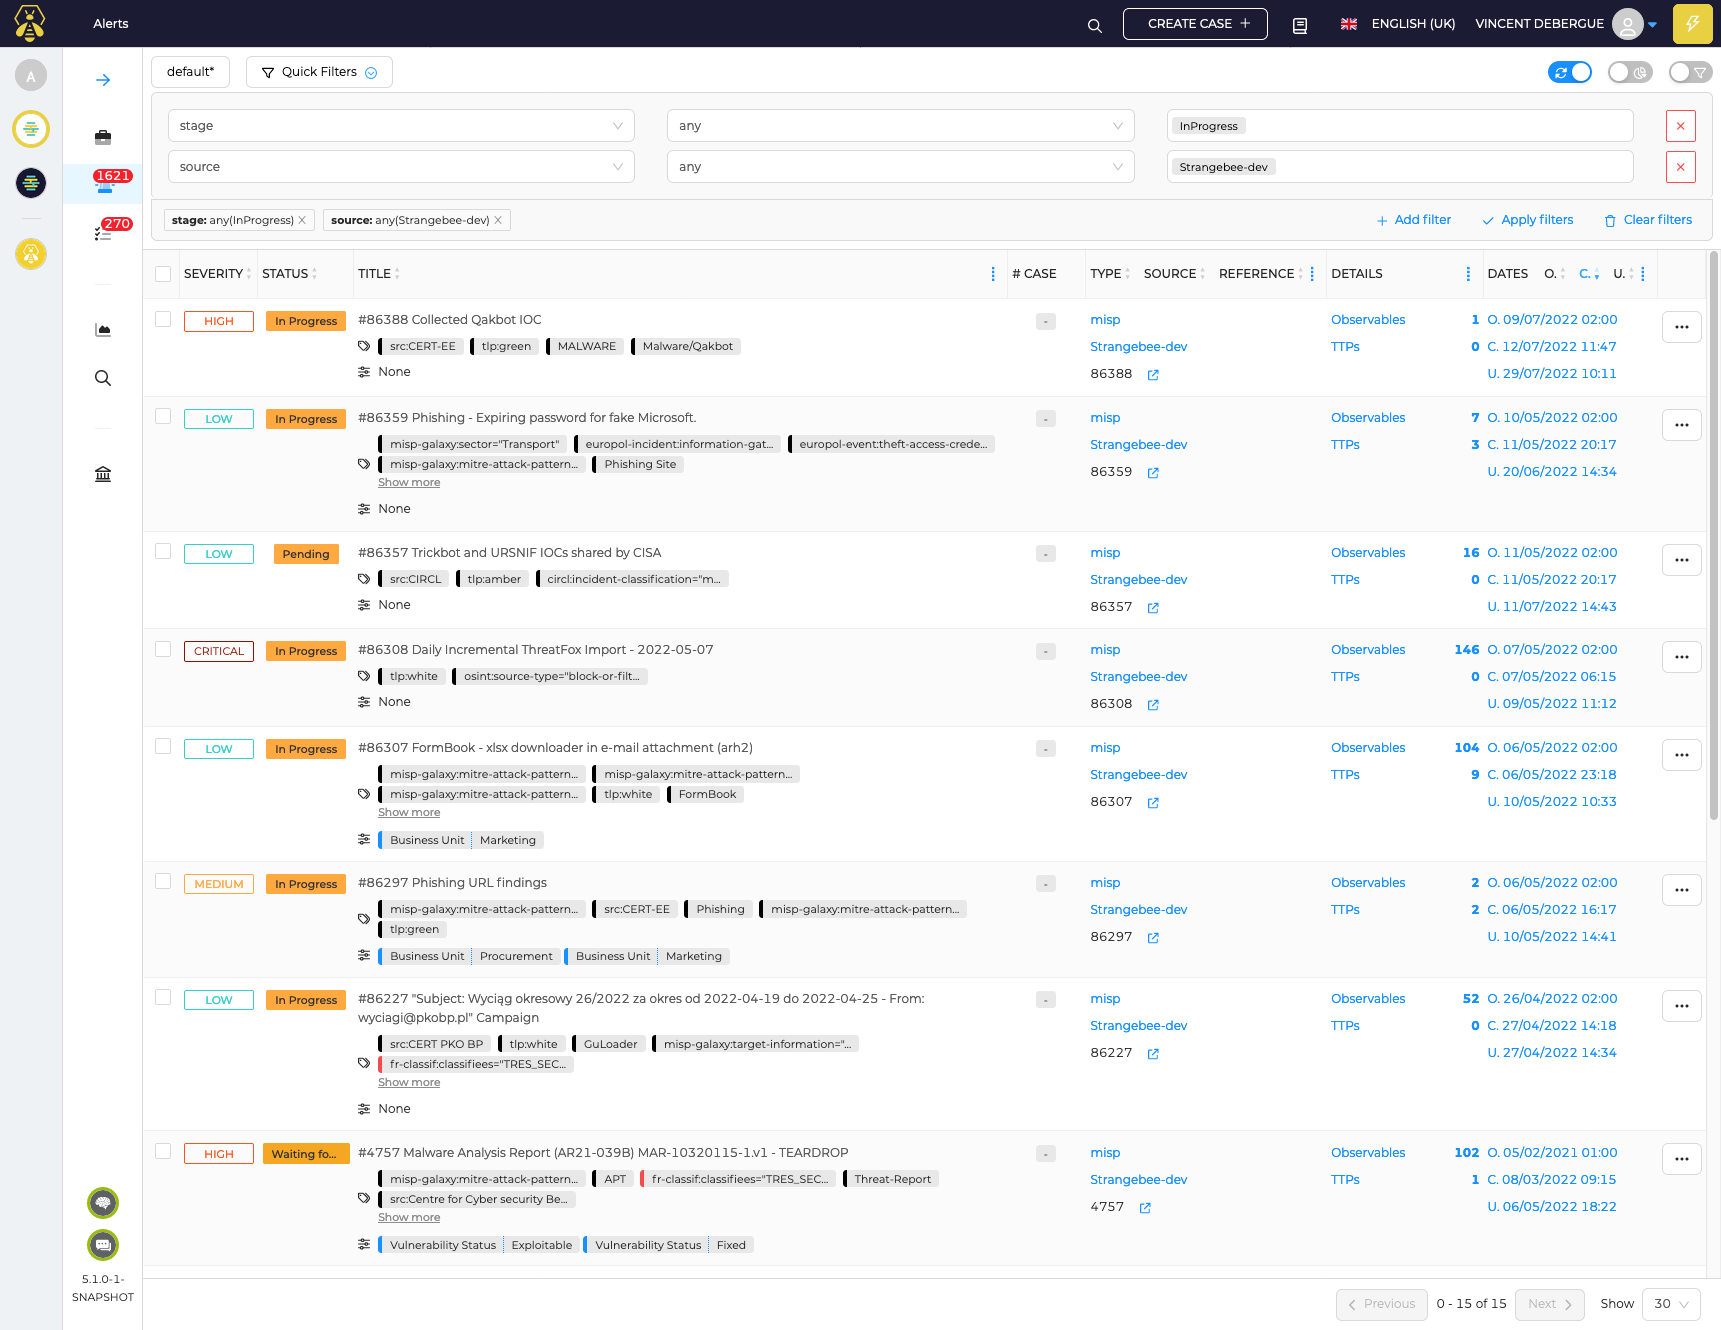 Alerts
CREATE CASE +
ENGLISH (UK)
VINCENT DEBERGUE
A
default*
Quick Filters
stage
any
InProgress
source
any
Strangebee-dev
stage: any(InProgress)
source: any(Strangebee-dev)
Add filter
Apply filters
Clear filters
1621
270
SEVERITY STATUS TITLE # CASE TYPE SOURCE REFERENCE DETAILS DATES O. C. U.
HIGH In Progress #86388 Collected Qakbot IOC - misp Observables 1 O. 09/07/2022 02:00
src:CERT-EE tlp:green MALWARE Malware/Qakbot Strangebee-dev TTPs 0 C. 12/07/2022 11:47
None 86388 U. 29/07/2022 10:11
LOW In Progress #86359 Phishing - Expiring password for fake Microsoft. - misp Observables 7 O. 10/05/2022 02:00
misp-galaxy:sector="Transport" europol-incident:information-gat... europol-event:theft-access-crede... Strangebee-dev TTPs 3 C. 11/05/2022 20:17
misp-galaxy:mitre-attack-pattern... Phishing Site 86359 U. 20/06/2022 14:34
Show more
None
LOW Pending #86357 Trickbot and URSNIF IOCs shared by CISA - misp Observables 16 O. 11/05/2022 02:00
src:CIRCL tlp:amber circl:incident-classification="m... Strangebee-dev TTPs 0 C. 11/05/2022 20:17
None 86357 U. 11/07/2022 14:43
CRITICAL In Progress #86308 Daily Incremental ThreatFox Import - 2022-05-07 - misp Observables 146 O. 07/05/2022 02:00
tlp:white osint:source-type="block-or-filt... Strangebee-dev TTPs 0 C. 07/05/2022 06:15
None 86308 U. 09/05/2022 11:12
LOW In Progress #86307 FormBook - xlsx downloader in e-mail attachment (arh2) - misp Observables 104 O. 06/05/2022 02:00
misp-galaxy:mitre-attack-pattern... misp-galaxy:mitre-attack-pattern... Strangebee-dev TTPs 9 C. 06/05/2022 23:18
misp-galaxy:mitre-attack-pattern... tlp:white FormBook 86307 U. 10/05/2022 10:33
Show more
Business Unit Marketing
MEDIUM In Progress #86297 Phishing URL findings - misp Observables 2 O. 06/05/2022 02:00
misp-galaxy:mitre-attack-pattern... src:CERT-EE Phishing misp-galaxy:mitre-attack-pattern... Strangebee-dev TTPs 2 C. 06/05/2022 16:17
tlp:green 86297 U. 10/05/2022 14:41
Business Unit Procurement Business Unit Marketing
LOW In Progress #86227 "Subject: Wyciąg okresowy 26/2022 za okres od 2022-04-19 do 2022-04-25 - From: - misp Observables 52 O. 26/04/2022 02:00
wyciagi@pkobp.pl" Campaign Strangebee-dev TTPs 0 C. 27/04/2022 14:18
src:CERT PKO BP tlp:white GuLoader misp-galaxy:target-information="... 86227 U. 27/04/2022 14:34
fr-classif:classifiees="TRES_SEC...
Show more
None
HIGH Waiting fo... #4757 Malware Analysis Report (AR21-039B) MAR-10320115-1.v1 - TEARDROP - misp Observables 102 O. 05/02/2021 01:00
misp-galaxy:mitre-attack-pattern... APT fr-classif:classifiees="TRES_SEC... Threat-Report Strangebee-dev TTPs 1 C. 08/03/2022 09:15
src:Centre for Cyber security Be... 4757 U. 06/05/2022 18:22
Show more
Vulnerability Status Exploitable Vulnerability Status Fixed
5.1.0-1-
SNAPSHOT
Previous 0 - 15 of 15 Next Show 30